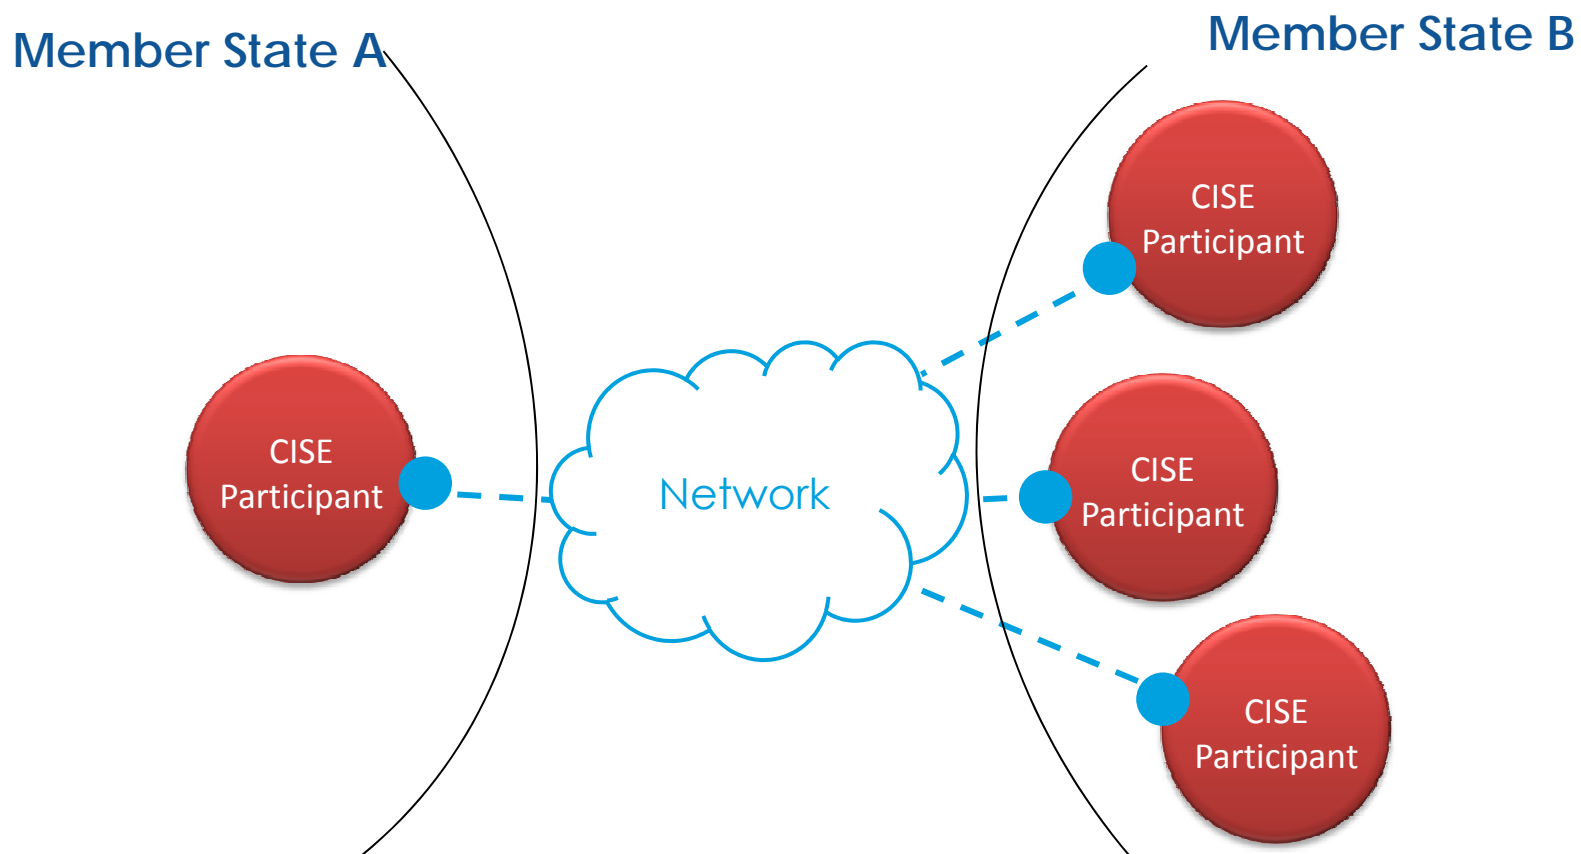 Member State A
Member State B
CISE
Participant
CISE
Participant
Network
CISE
Participant
CISE
Participant